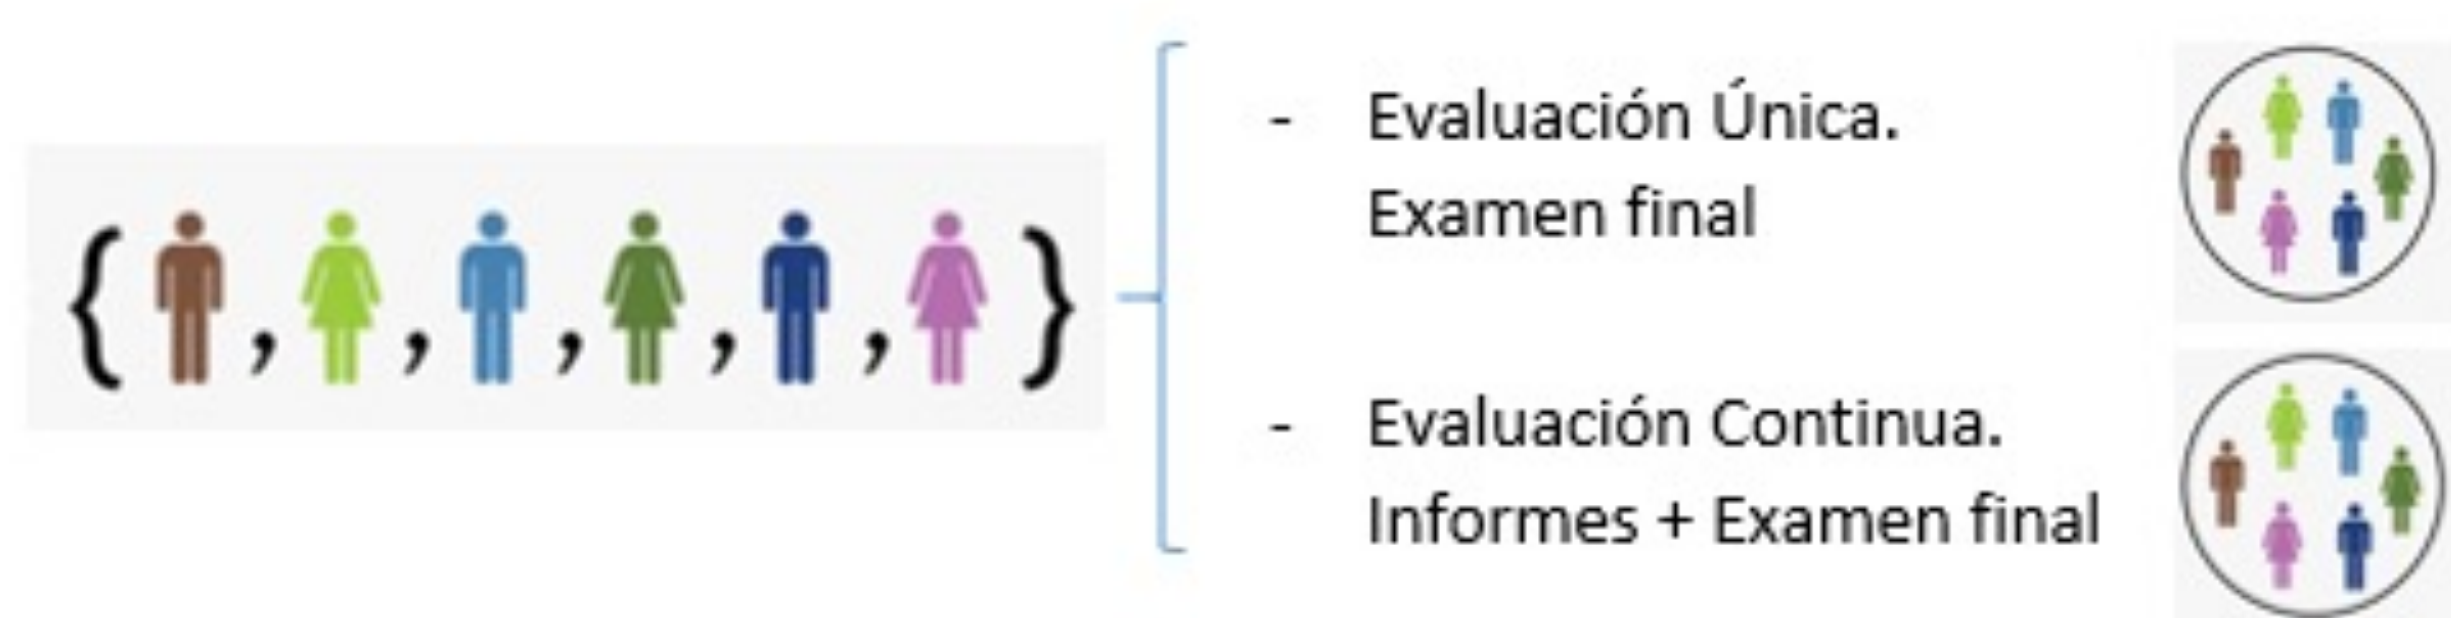 { , , , , , }
- Evaluación Única.
Examen final
- Evaluación Continua.
Informes + Examen final